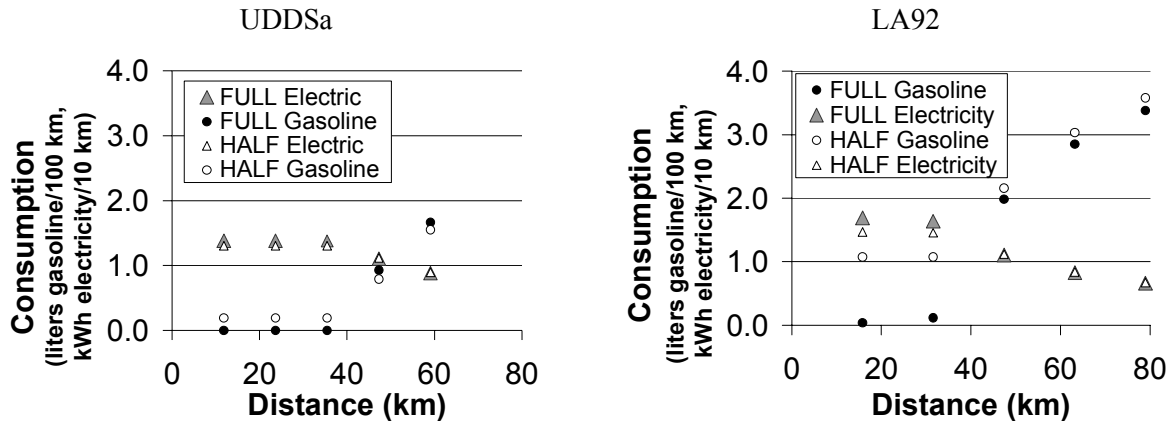 UDDSa
4.0
3.0
2.0
1.0
0.0
0
20
40
60
80
FULL Electric
FULL Gasoline
HALF Electric
HALF Gasoline
Consumption
(liters gasoline/100 km,
kWh electricity/10 km)
Distance (km)
LA92
4.0
3.0
2.0
1.0
0.0
0
20
40
60
80
FULL Gasoline
FULL Electricity
HALF Gasoline
HALF Electricity
Consumption
(liters gasoline/100 km,
kWh electricity/10 km)
Distance (km)